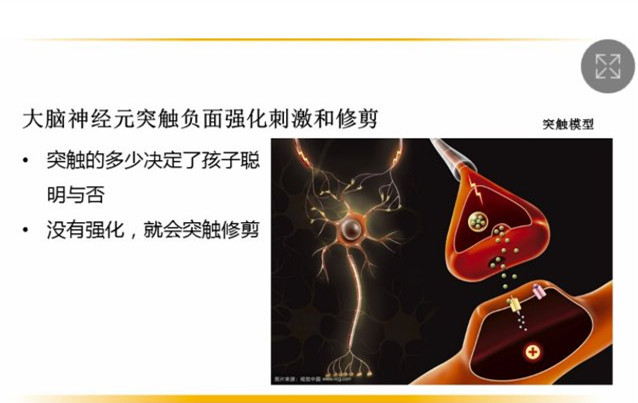 大脑神经元突触负面强化刺激和修剪
突触模型
• 突触的多少决定了孩子聪
明与否
• 没有强化，就会突触修剪
图片来源：视觉中国 www.vcg.com